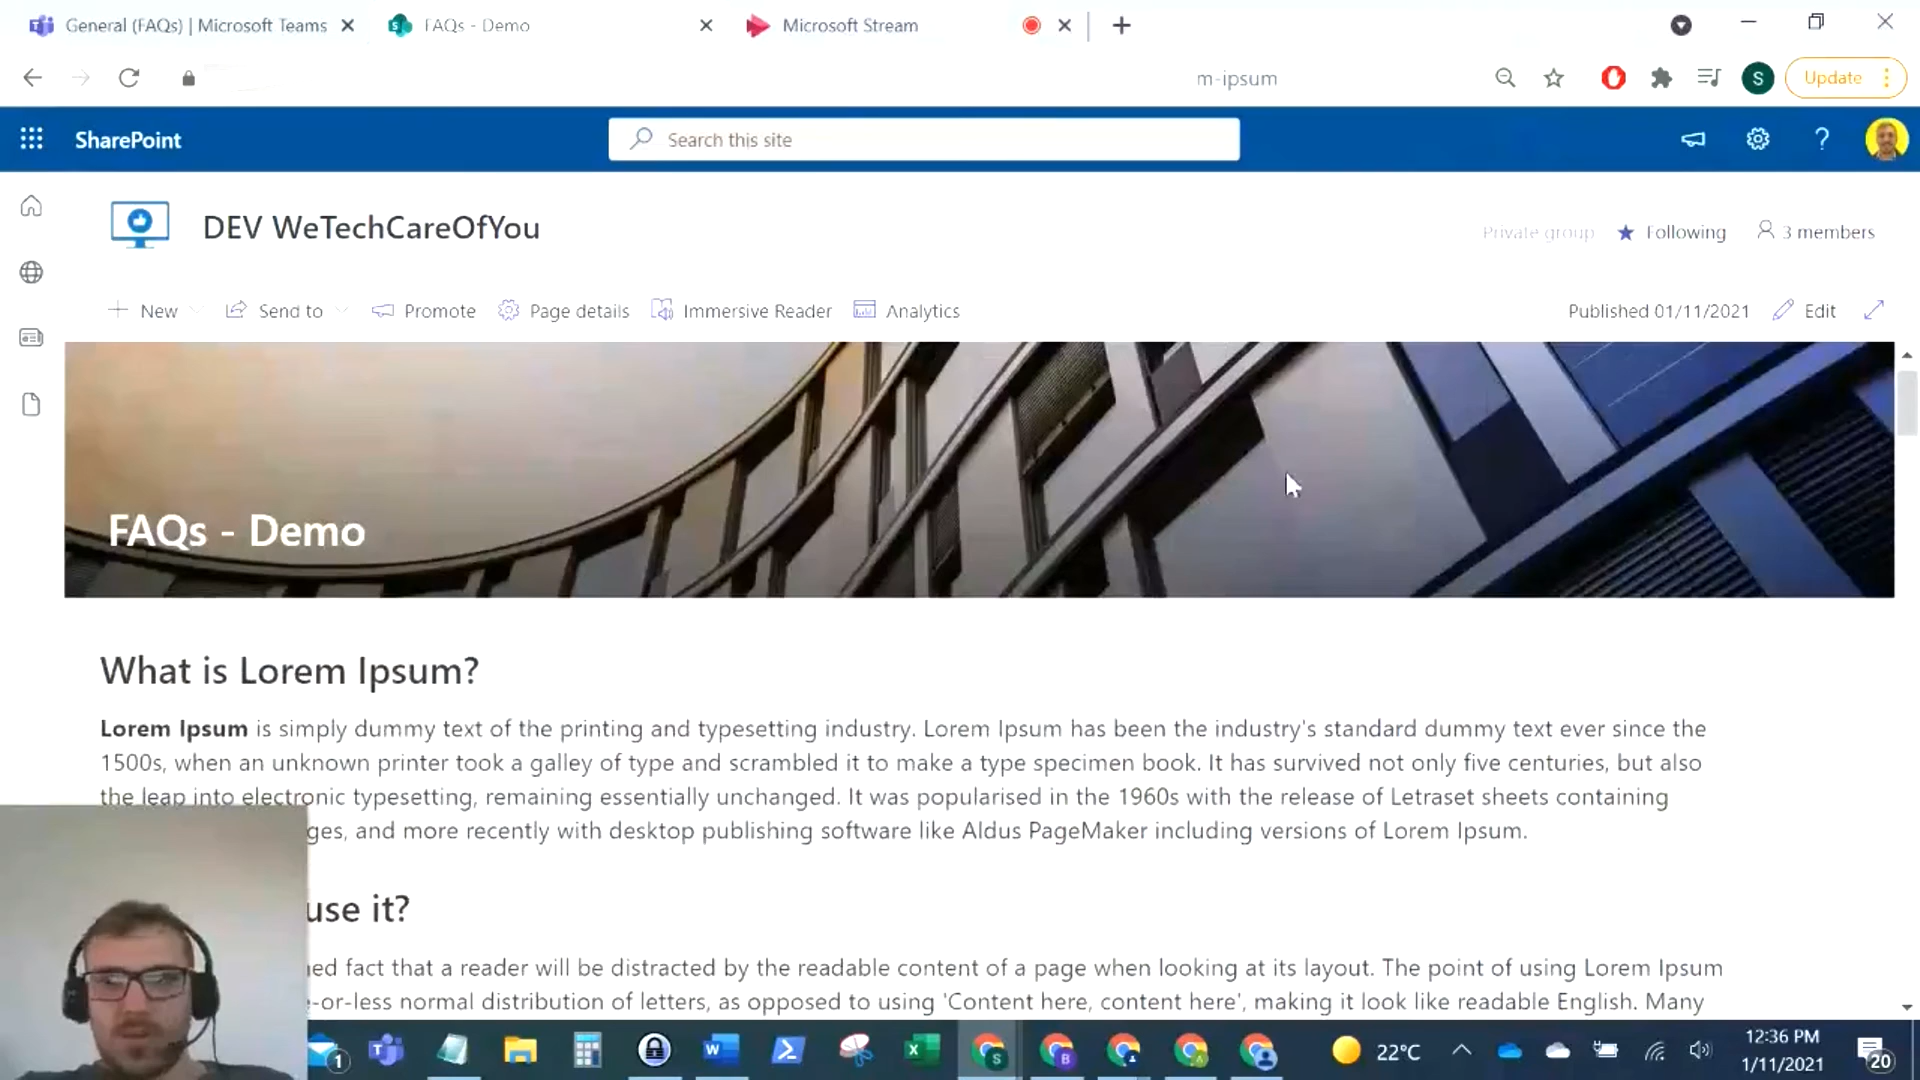 General (FAQs) | Microsoft Teams
FAQs - Demo
Microsoft Stream
m-ipsum
S
Update
SharePoint
Search this site
DEV WeTechCareOfYou
Private group
Following
3 members
New
Send to
Promote
Page details
Immersive Reader
Analytics
Published 01/11/2021
Edit
FAQs - Demo
What is Lorem Ipsum?
Lorem Ipsum is simply dummy text of the printing and typesetting industry. Lorem Ipsum has been the industry's standard dummy text ever since the
1500s, when an unknown printer took a galley of type and scrambled it to make a type specimen book. It has survived not only five centuries, but also
the leap into electronic typesetting, remaining essentially unchanged. It was popularised in the 1960s with the release of Letraset sheets containing
ges, and more recently with desktop publishing software like Aldus PageMaker including versions of Lorem Ipsum.
use it?
ed fact that a reader will be distracted by the readable content of a page when looking at its layout. The point of using Lorem Ipsum
-or-less normal distribution of letters, as opposed to using 'Content here, content here', making it look like readable English. Many
1
22°C
12:36 PM
1/11/2021
20